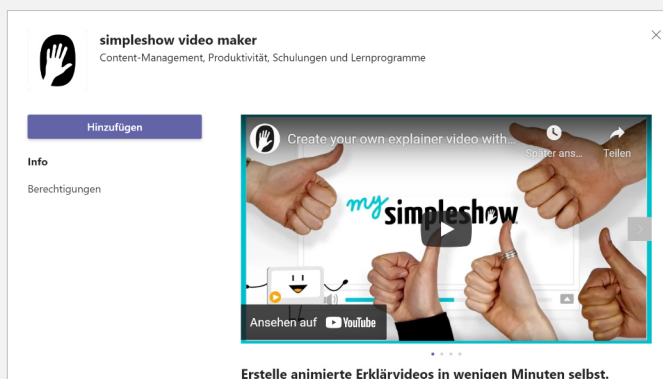 simpleshow video maker
Content-Management, Produktivität, Schulungen und Lernprogramme
Hinzufügen
Info
Berechtigungen
Create your own explainer video with...
Später ans...
Teilen
my simpleshow
Ansehen auf YouTube
Erstelle animierte Erklärvideos in wenigen Minuten selbst.